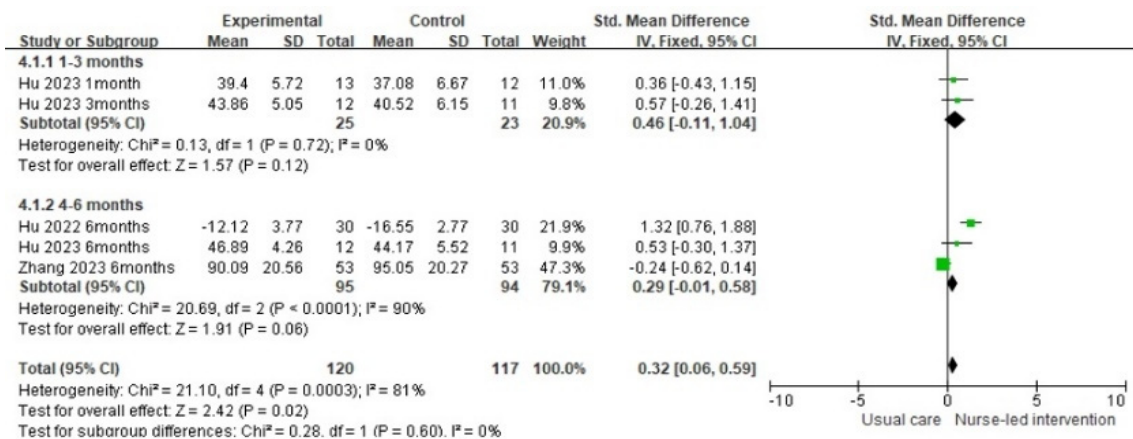 Experimental Control Std. Mean Difference Std. Mean Difference
Study or Subgroup Mean SD Total Mean SD Total Weight IV, Fixed, 95% CI IV, Fixed, 95% CI
4.1.1 1-3 months
Hu 2023 1month 39.4 5.72 13 37.08 6.67 12 11.0% 0.36 [-0.43, 1.15]
Hu 2023 3months 43.86 5.05 12 40.52 6.15 11 9.8% 0.57 [-0.26, 1.41]
Subtotal (95% CI) 25 23 20.9% 0.46 [-0.11, 1.04]
Heterogeneity: Chi² = 0.13, df = 1 (P = 0.72); I² = 0%
Test for overall effect: Z = 1.57 (P = 0.12)
4.1.2 4-6 months
Hu 2022 6months -12.12 3.77 30 -16.55 2.77 30 21.9% 1.32 [0.76, 1.88]
Hu 2023 6months 46.89 4.26 12 44.17 5.52 11 9.9% 0.53 [-0.30, 1.37]
Zhang 2023 6months 90.09 20.56 53 95.05 20.27 53 47.3% -0.24 [-0.62, 0.14]
Subtotal (95% CI) 95 94 79.1% 0.29 [-0.01, 0.58]
Heterogeneity: Chi² = 20.69, df = 2 (P < 0.0001); I² = 90%
Test for overall effect: Z = 1.91 (P = 0.06)
Total (95% CI) 120 117 100.0% 0.32 [0.06, 0.59]
Heterogeneity: Chi² = 21.10, df = 4 (P = 0.0003); I² = 81%
Test for overall effect: Z = 2.42 (P = 0.02)
Test for subgroup differences: Chi² = 0.28, df = 1 (P = 0.60), I² = 0%
-10 -5 0 5 10
Usual care Nurse-led intervention